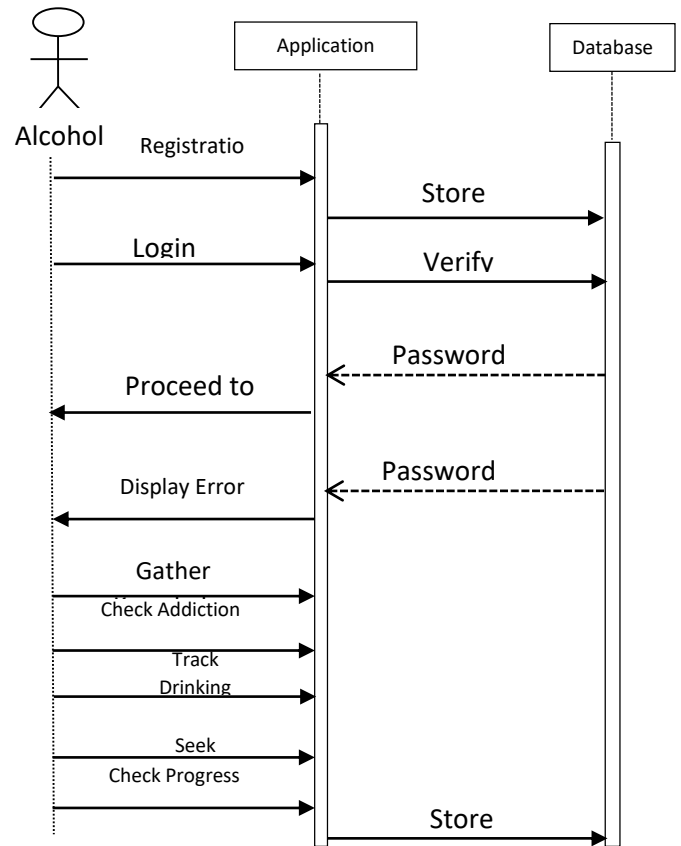 Application
Database
Alcohol
Registratio
Store
Login
Verify
Password
Proceed to
Password
Display Error
Gather
Check Addiction
Track
Drinking
Seek
Check Progress
Store